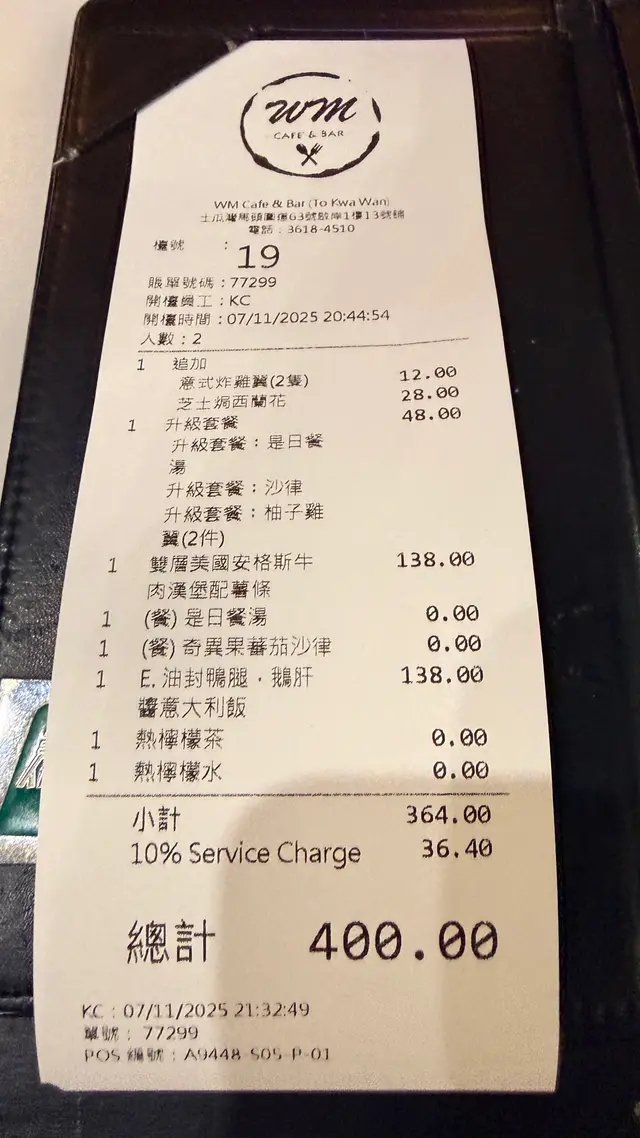 WM
CAFE & BAR
WM Cafe & Bar (To Kwa Wan)
土瓜灣馬頭圍道63號啟岸1樓13號舖
電話：3618-4510
檯號 : 19
賬單號碼：77299
開檯員工：KC
開檯時間：07/11/2025 20:44:54
人數：2
1 追加
意式炸雞翼(2隻) 12.00
芝士焗西蘭花 28.00
1 升級套餐 48.00
升級套餐：是日餐
湯
升級套餐：沙律
升級套餐：柚子雞
翼(2件)
1 雙層美國安格斯牛 138.00
肉漢堡配薯條
1 (餐) 是日餐湯 0.00
1 (餐) 奇異果蕃茄沙律 0.00
1 E. 油封鴨腿，鵝肝 138.00
醬意大利飯
1 熱檸檬茶 0.00
1 熱檸檬水 0.00
小計 364.00
10% Service Charge 36.40
總計 400.00
KC：07/11/2025 21:32:49
單號： 77299
POS 編號：A9448-S05-P-01